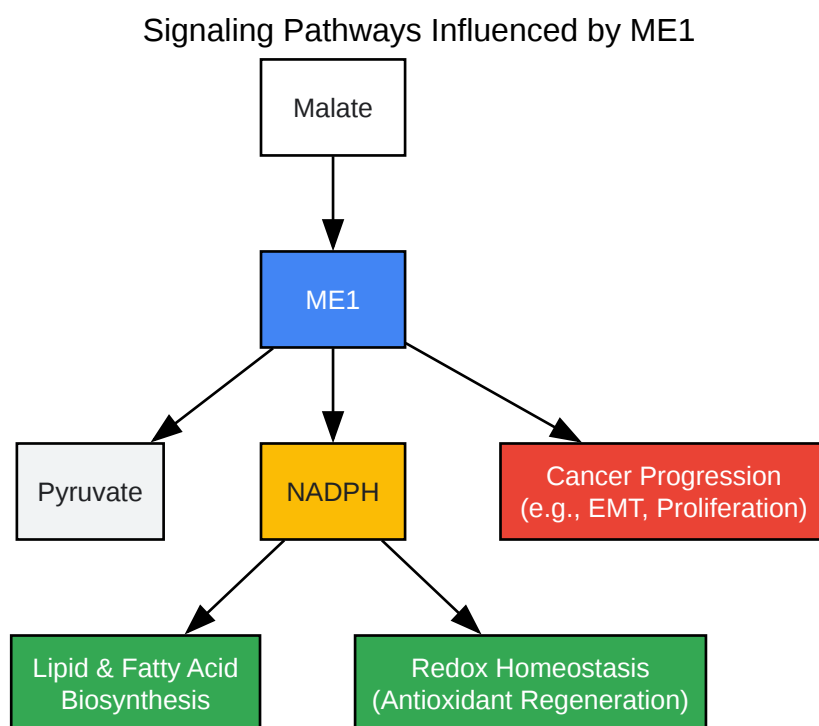 Signaling Pathways Influenced by ME1
Malate
ME1
Pyruvate
NADPH
Cancer Progression
(e.g., EMT, Proliferation)
Lipid & Fatty Acid
Biosynthesis
Redox Homeostasis
(Antioxidant Regeneration)